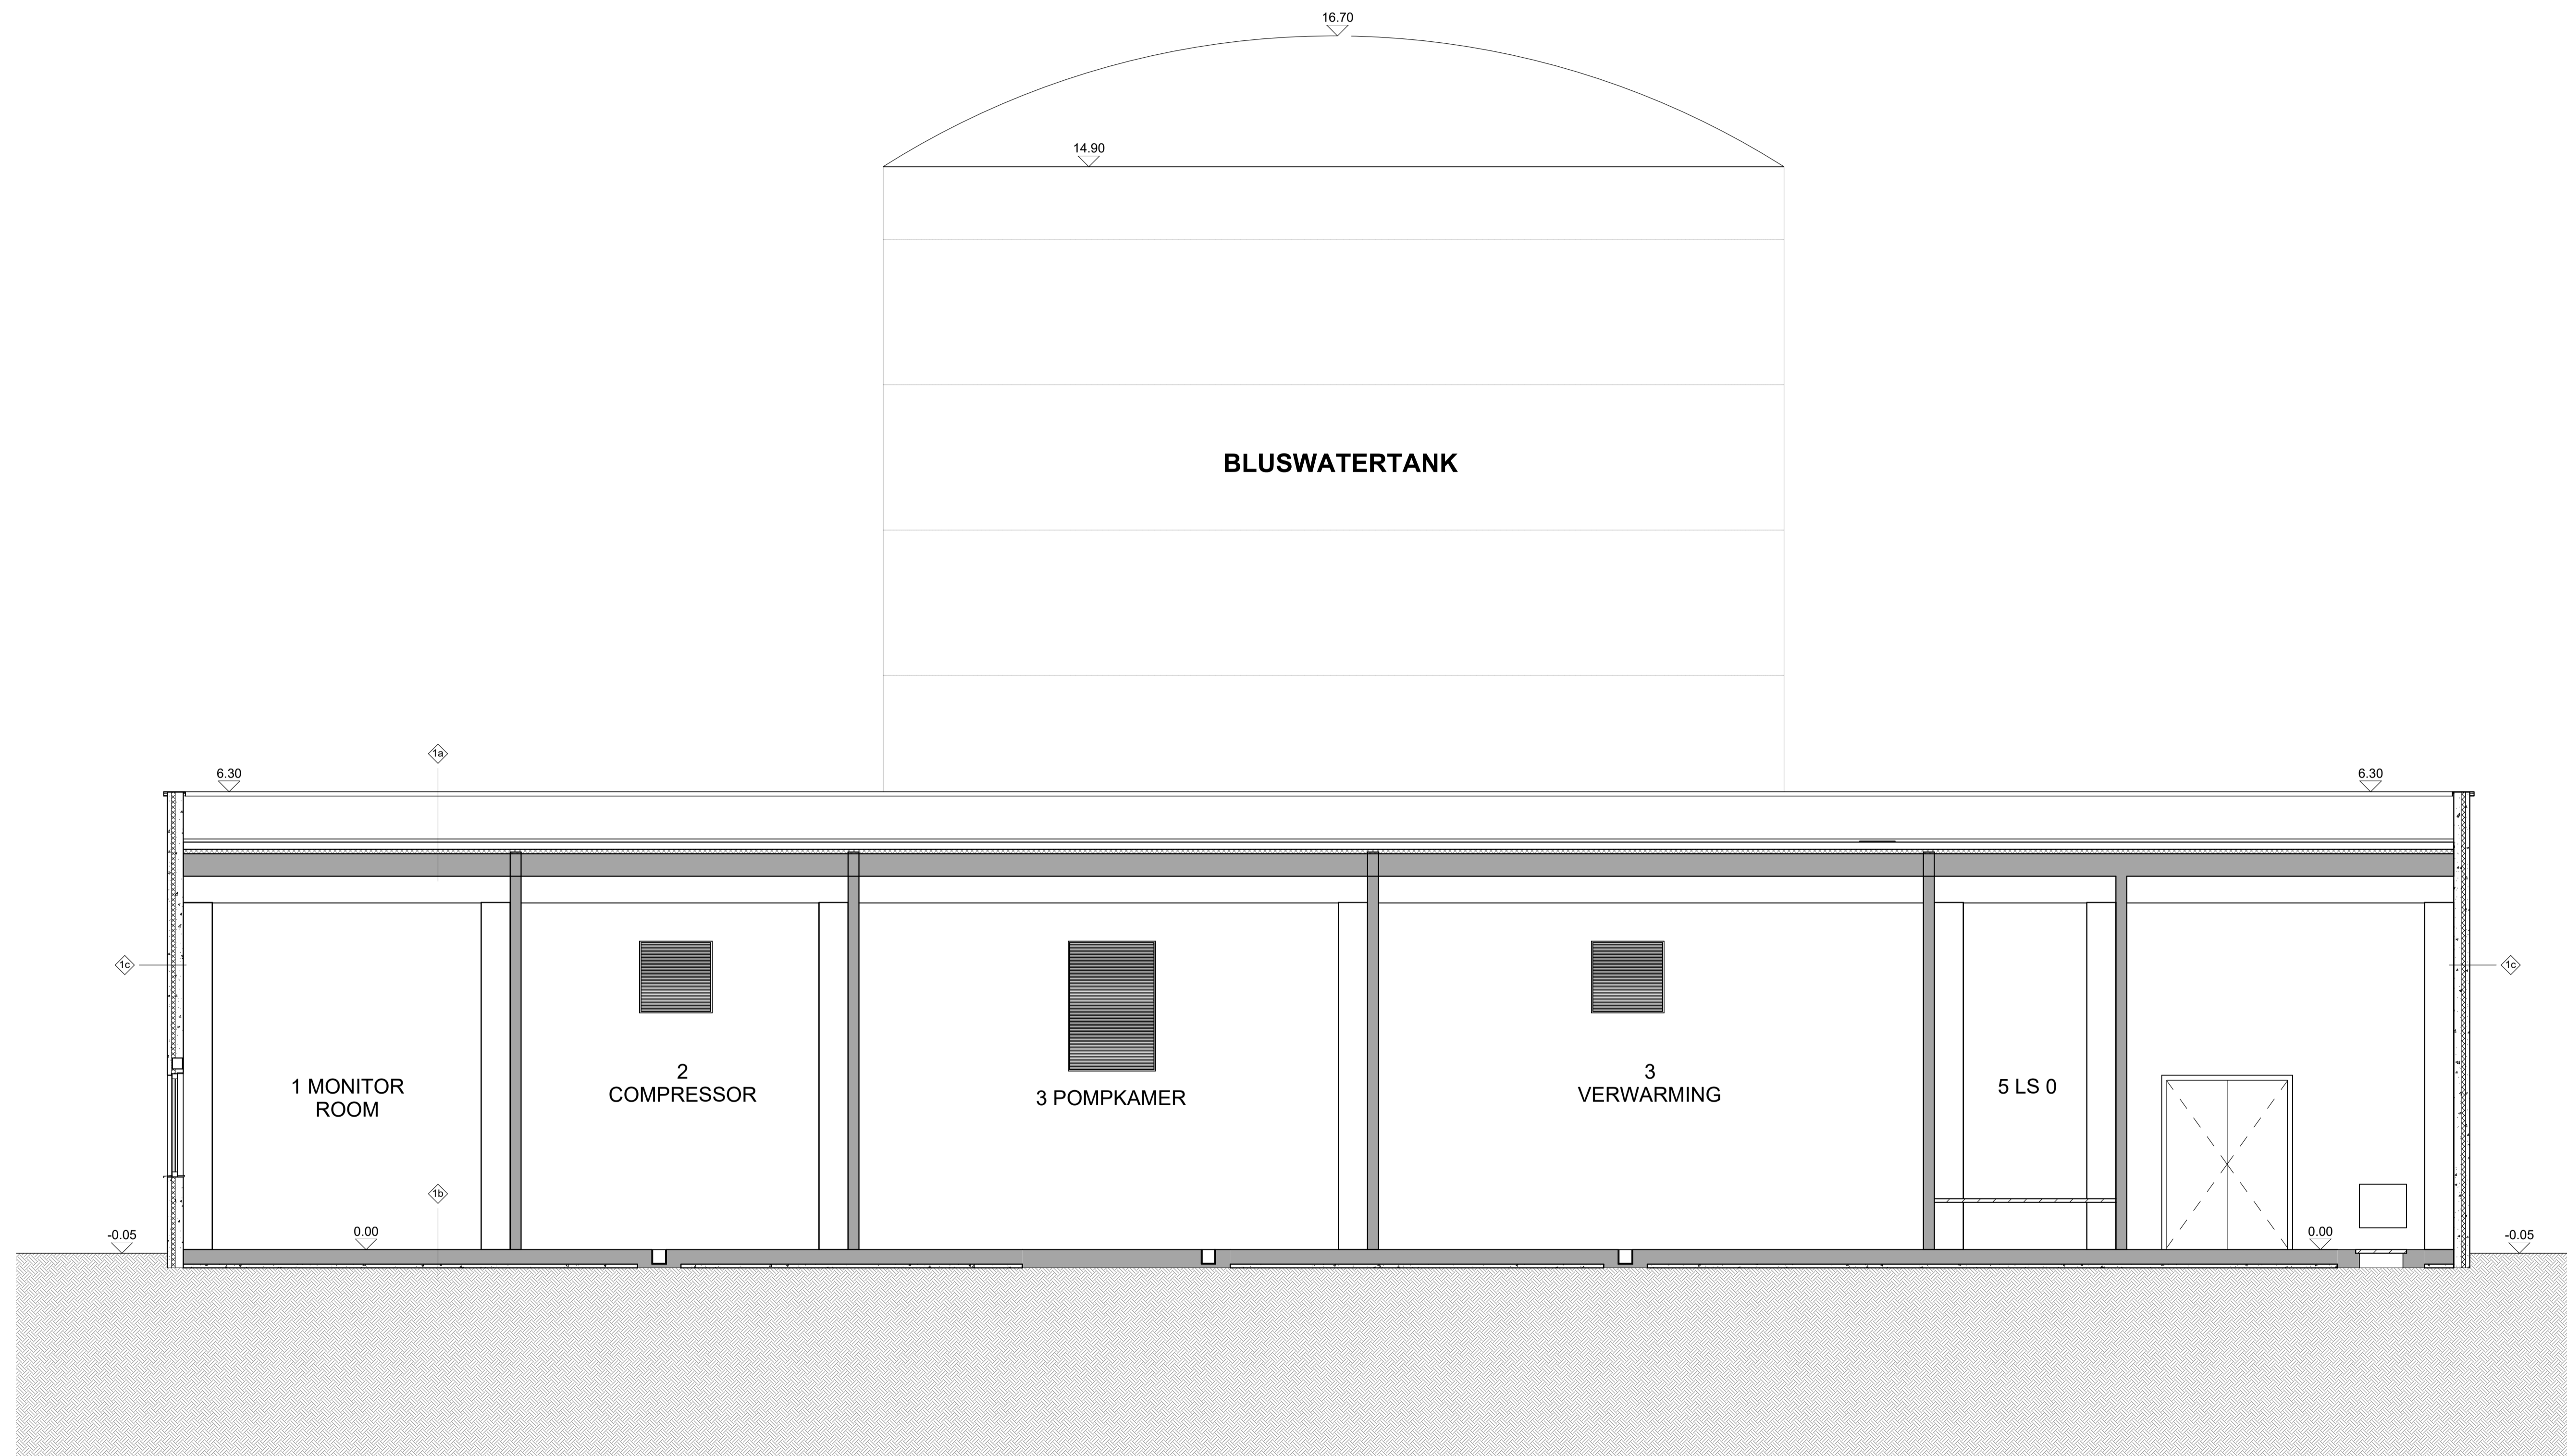 16.70
14.90
BLUSWATERTANK
1a
6.30
6.30
1c
1c
1 MONITOR
ROOM
2
COMPRESSOR
3 POMPKAMER
3
VERWARMING
5 LS 0
1b
-0.05
0.00
0.00
-0.05